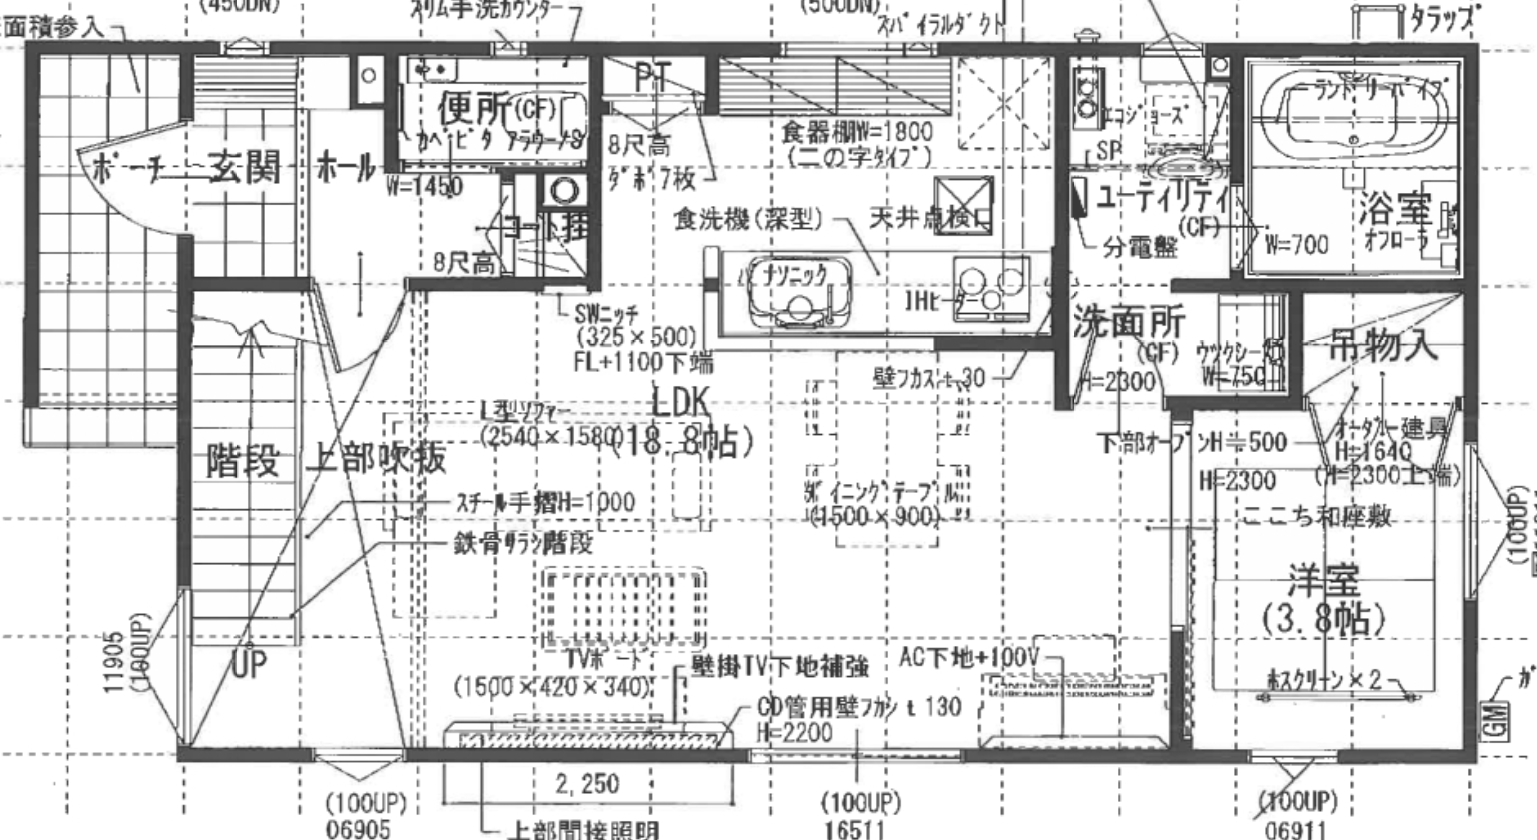 (450DN)
スリム手洗カウンター
(500DN)
スパイラルダクト
タラップ
面積参入
PT
便所(CF)
カベピタ アラウーノS
8尺高
ダボ7枚
食器棚W=1800
(二の字タイプ)
エコジョーズ
SP
ランドリーパイプ
ポーチ
玄関
ホール
W=1450
コート掛
8尺高
食洗機(深型)
天井点検口
ユーティリティ
(CF)
分電盤
W=700
浴室
オフローラ
ナソニック
IHヒーター
SWニッチ
(325×500)
FL+1100下端
洗面所
(CF)
H=2300
W=750
吊物入
壁フカスt30
LDK
(18.8帖)
L型ソファー
(2540×1580)
階段
上部吹抜
下部オープンH=500
H=2300
オーダー建具
H=1640
(H=2300上端)
スチール手摺H=1000
鉄骨サラシ階段
ダイニングテーブル
(1500×900)
ここち和座敷
洋室
(3.8帖)
(100UP)
11905
(100UP)
UP
TVボード
(1500×420×340)
壁掛TV下地補強
AC下地+100V
CD管用壁フカシt130
H=2200
ホスクリーン×2
GM
ガ
2,250
(100UP)
06905
上部間接照明
(100UP)
16511
(100UP)
06911